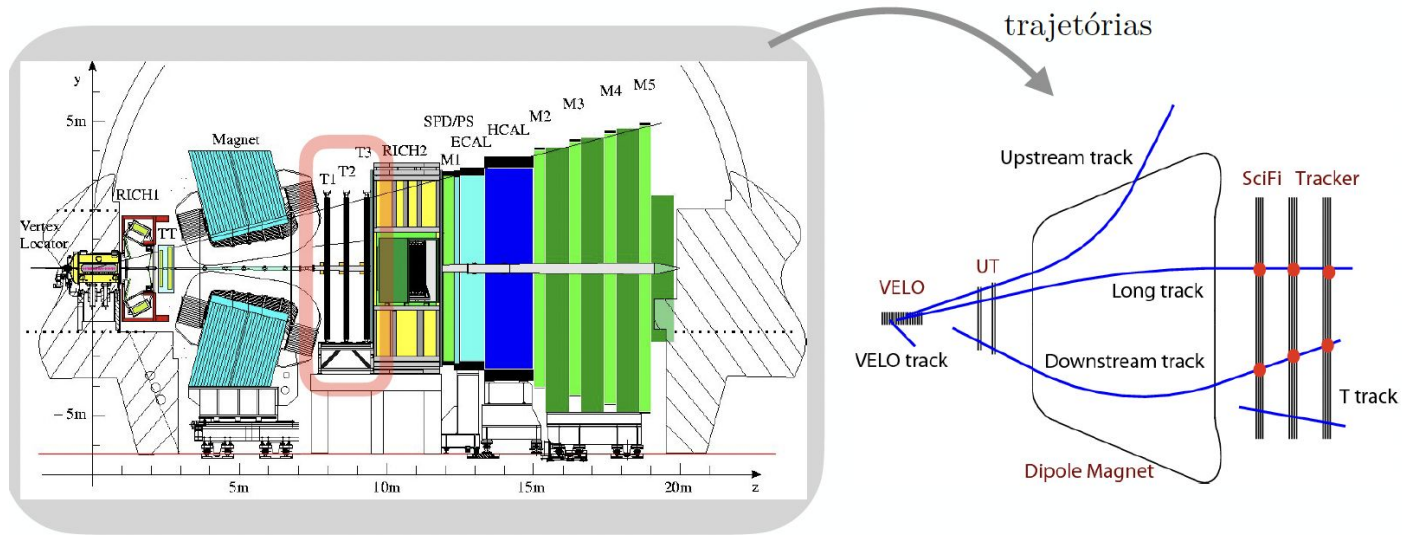 trajetórias
y
5m
Magnet
RICH1
Vertex
Locator
TT
T1
T2
T3
RICH2
M1
SPD/PS
ECAL
HCAL
M2
M3
M4
M5
−5m
5m
10m
15m
20m
z
Upstream track
SciFi Tracker
UT
VELO
Long track
VELO track
Downstream track
T track
Dipole Magnet